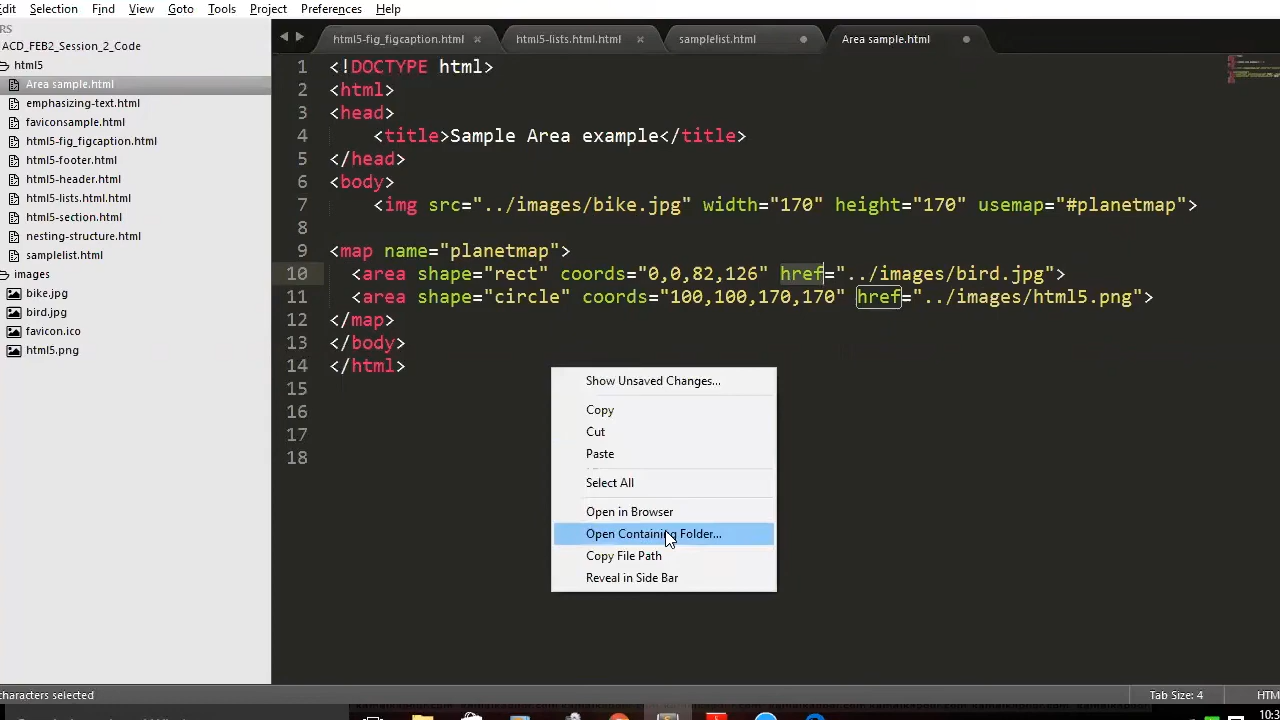 Edit Selection Find View Goto Tools Project Preferences Help
RS
ACD_FEB2_Session_2_Code
html5
Area sample.html
emphasizing-text.html
faviconsample.html
html5-fig_figcaption.html
html5-footer.html
html5-header.html
html5-lists.html.html
html5-section.html
nesting-structure.html
samplelist.html
images
bike.jpg
bird.jpg
favicon.ico
html5.png
html5-fig_figcaption.html × html5-lists.html.html × samplelist.html Area sample.html
1 <!DOCTYPE html>
2 <html>
3 <head>
4 <title>Sample Area example</title>
5 </head>
6 <body>
7 <img src="../images/bike.jpg" width="170" height="170" usemap="#planetmap">
8
9 <map name="planetmap">
10 <area shape="rect" coords="0,0,82,126" href="../images/bird.jpg">
11 <area shape="circle" coords="100,100,170,170" href="../images/html5.png">
12 </map>
13 </body>
14 </html>
15
16
17
18
Show Unsaved Changes...
Copy
Cut
Paste
Select All
Open in Browser
Open Containing Folder...
Copy File Path
Reveal in Side Bar
characters selected
Tab Size: 4
HTM
10:3